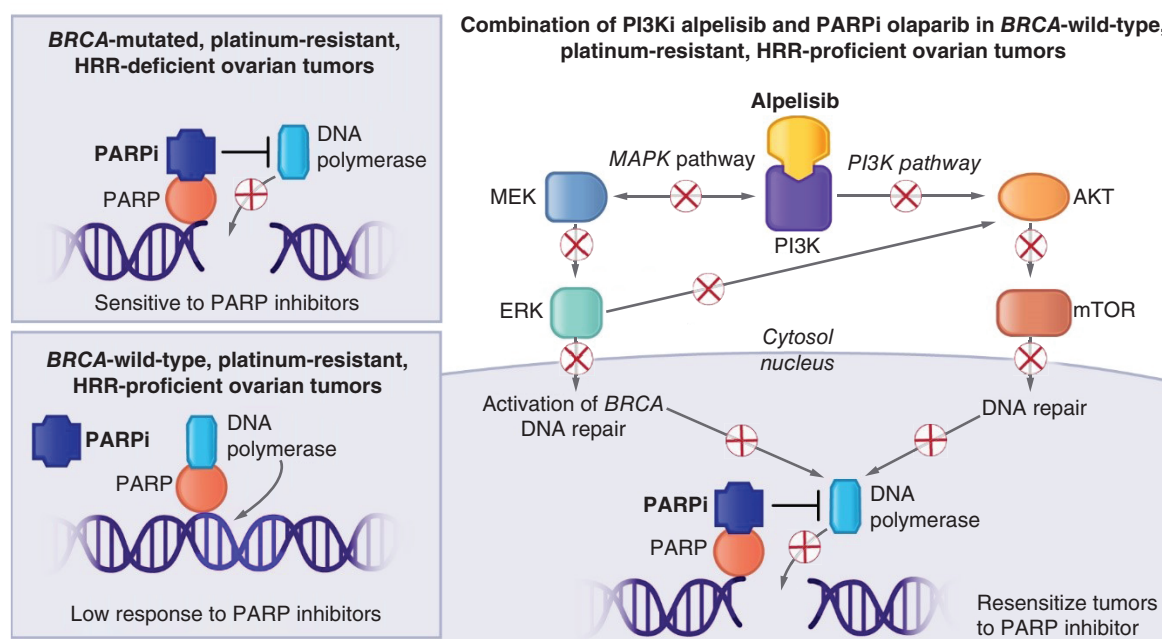 BRCA-mutated, platinum-resistant,
HRR-deficient ovarian tumors
PARPi
DNA
polymerase
PARP
Sensitive to PARP inhibitors
BRCA-wild-type, platinum-resistant,
HRR-proficient ovarian tumors
PARPi
DNA
polymerase
PARP
Low response to PARP inhibitors
Combination of PI3Ki alpelisib and PARPi olaparib in BRCA-wild-type,
platinum-resistant, HRR-proficient ovarian tumors
Alpelisib
MAPK pathway
PI3K pathway
MEK
AKT
PI3K
ERK
mTOR
Cytosol
nucleus
Activation of BRCA
DNA repair
DNA repair
PARPi
DNA
polymerase
PARP
Resensitize tumors
to PARP inhibitor